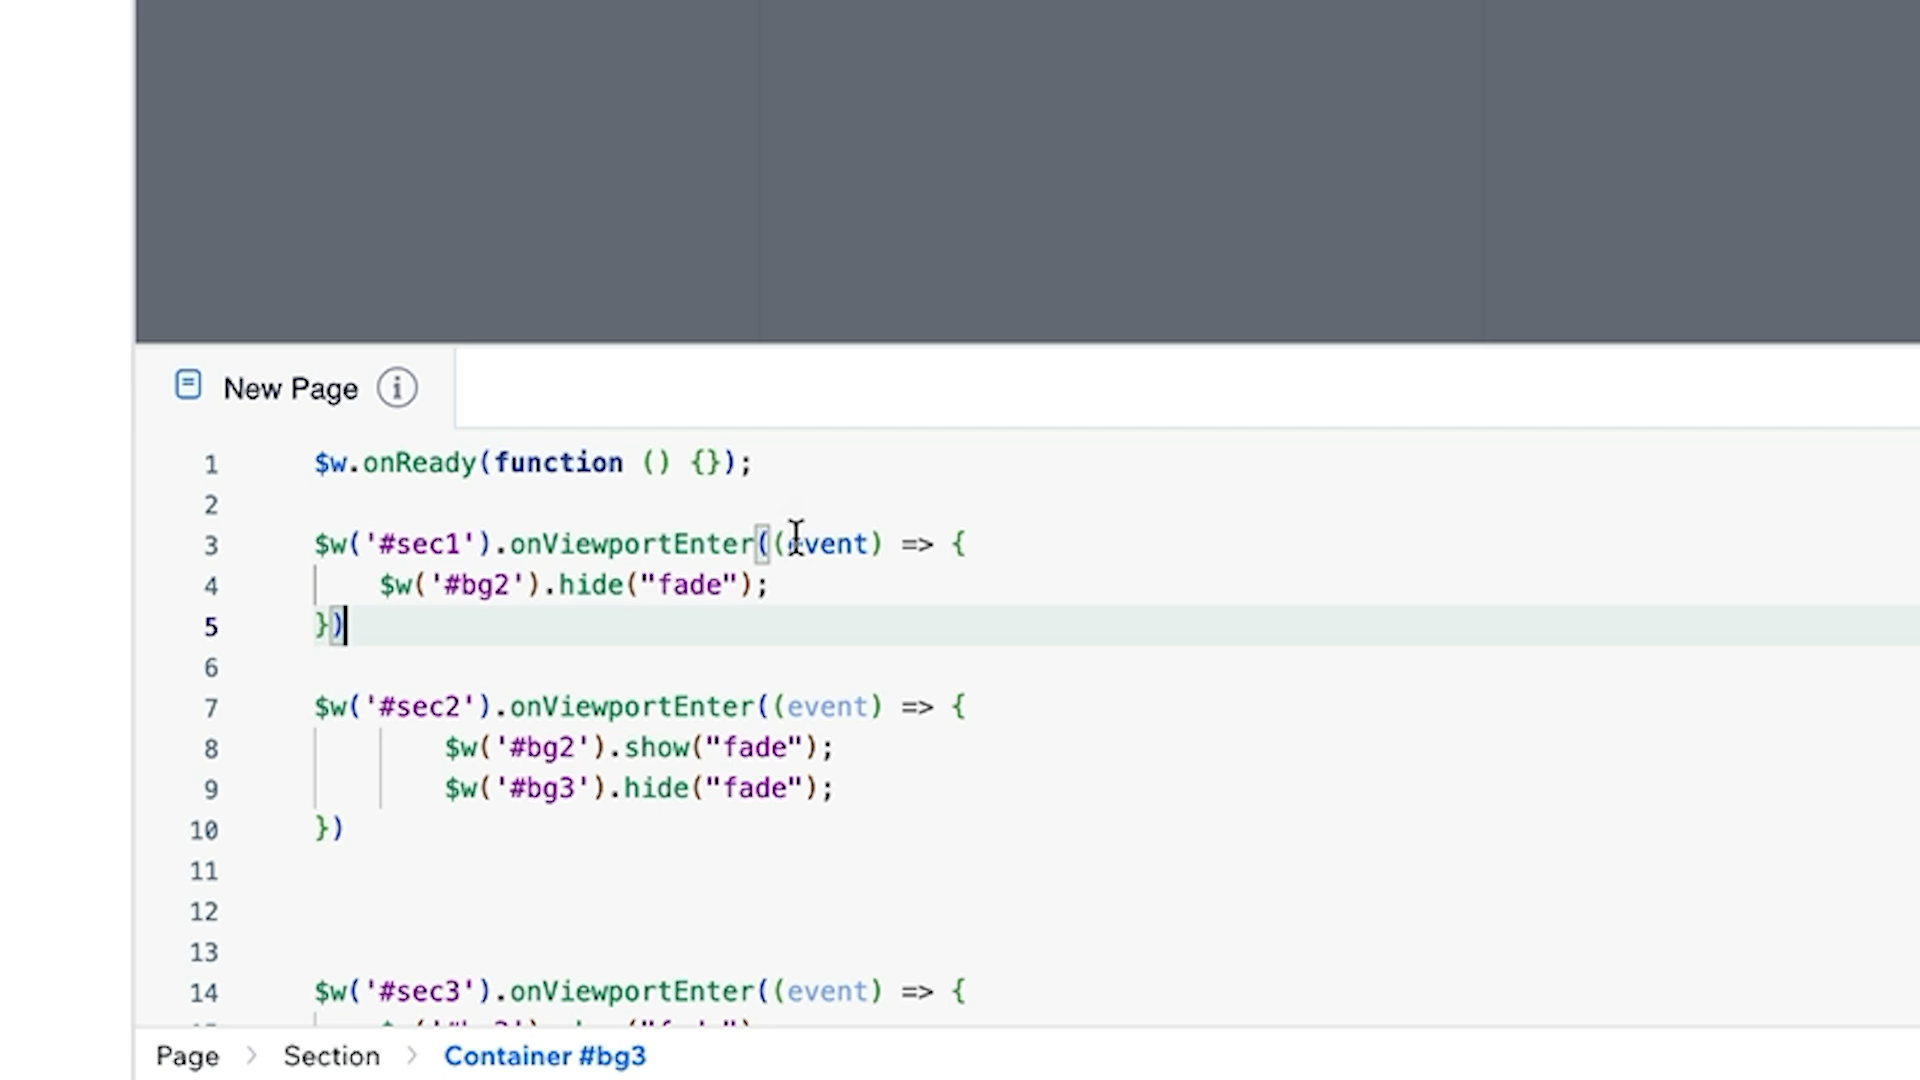 New Page
1 $w.onReady(function () {});
2
3 $w('#sec1').onViewportEnter((event) => {
4 $w('#bg2').hide("fade");
5 })
6
7 $w('#sec2').onViewportEnter((event) => {
8 $w('#bg2').show("fade");
9 $w('#bg3').hide("fade");
10 })
11
12
13
14 $w('#sec3').onViewportEnter((event) => {
Page > Section > Container #bg3